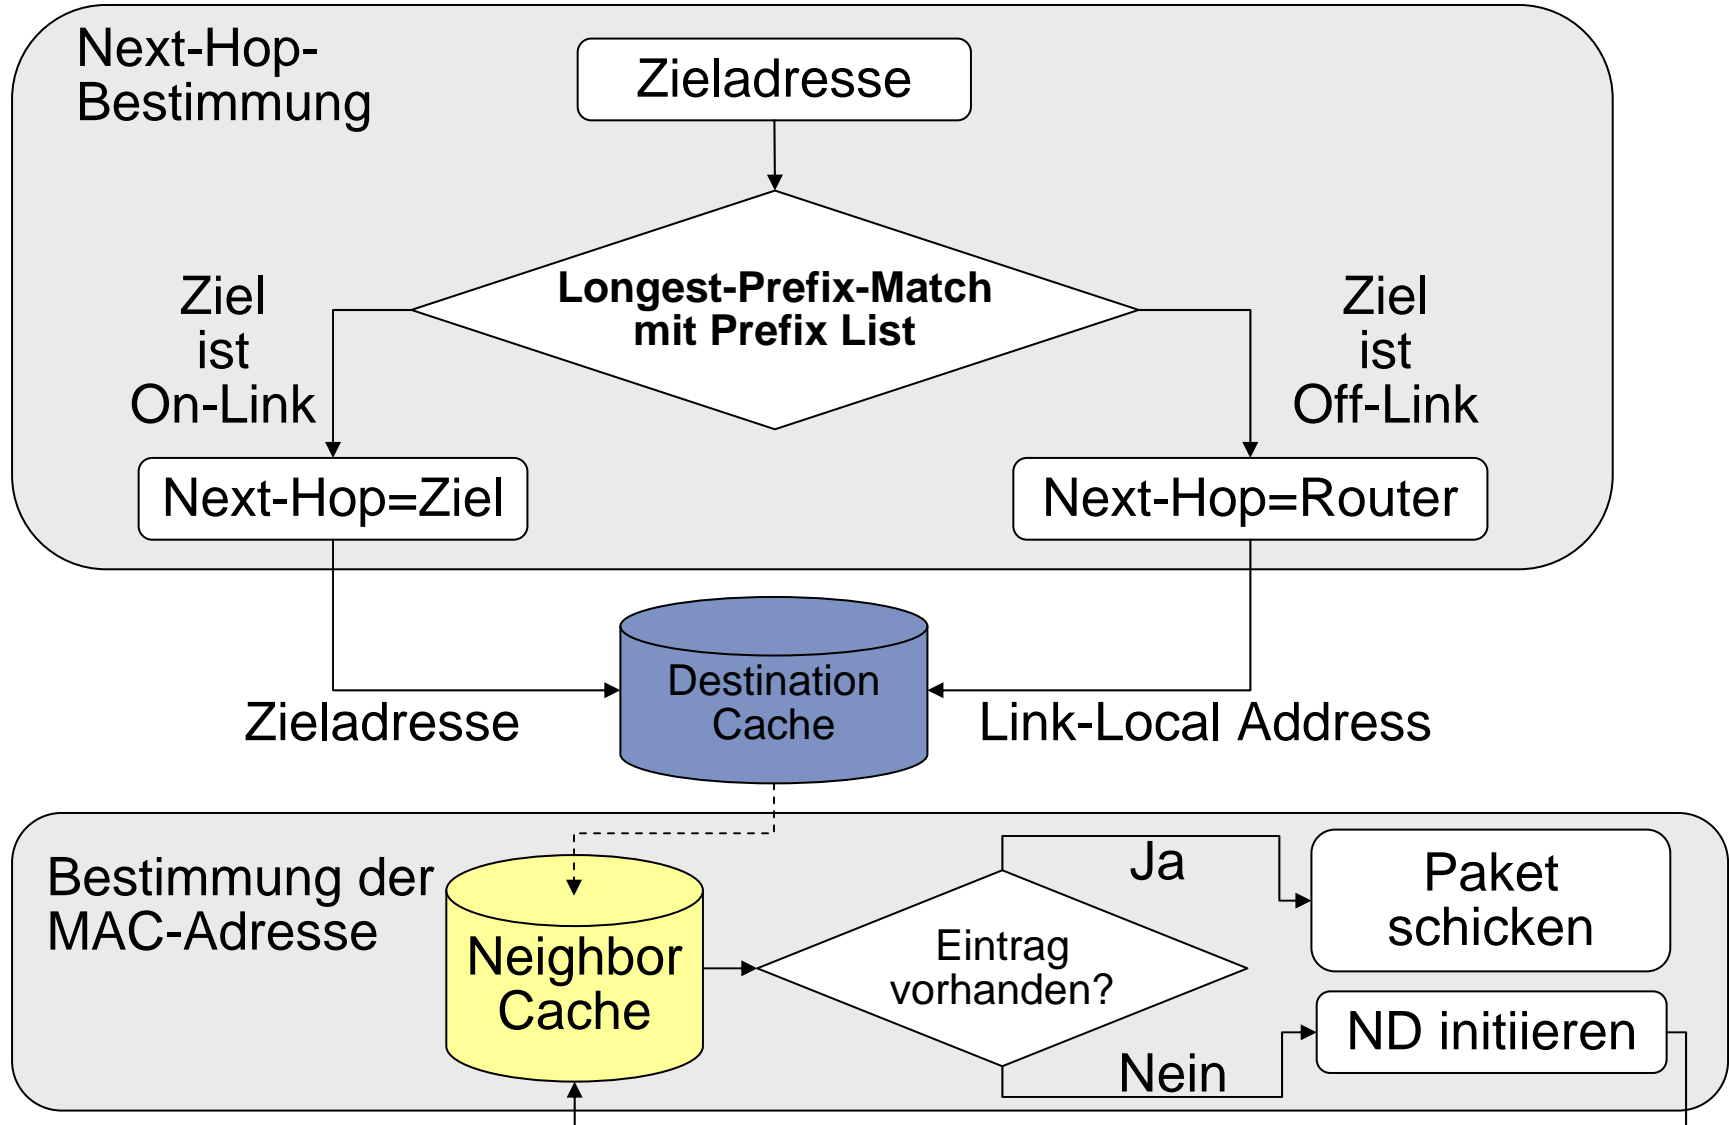 Next-Hop-
Bestimmung
Zieladresse
Longest-Prefix-Match
mit Prefix List
Ziel
ist
On-Link
Ziel
ist
Off-Link
Next-Hop=Ziel
Next-Hop=Router
Destination
Cache
Zieladresse
Link-Local Address
Bestimmung der
MAC-Adresse
Neighbor
Cache
Eintrag
vorhanden?
Ja
Paket
schicken
Nein
ND initiieren